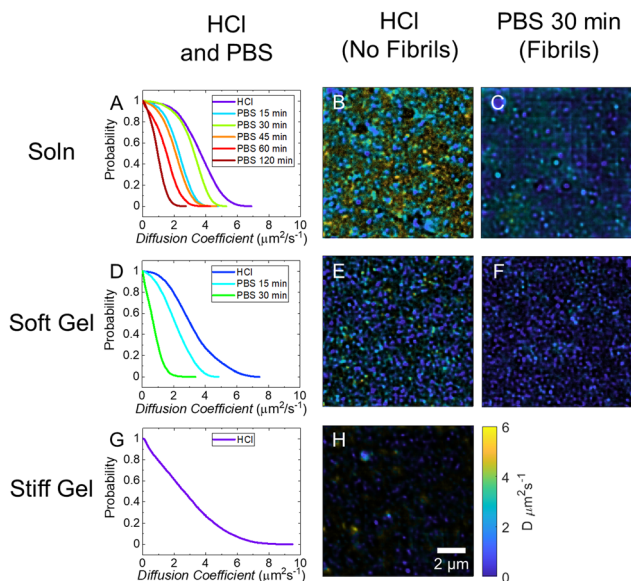 HCl
and PBS
HCl
(No Fibrils)
PBS 30 min
(Fibrils)
Soln
A
Probability
1
0.8
0.6
0.4
0.2
0
0 2 4 6 8 10
Diffusion Coefficient (μm²/s⁻¹)
HCl
PBS 15 min
PBS 30 min
PBS 45 min
PBS 60 min
PBS 120 min
B
C
Soft Gel
D
Probability
1
0.8
0.6
0.4
0.2
0
0 2 4 6 8 10
Diffusion Coefficient (μm²/s⁻¹)
HCl
PBS 15 min
PBS 30 min
E
F
Stiff Gel
G
Probability
1
0.8
0.6
0.4
0.2
0
0 2 4 6 8 10
Diffusion Coefficient (μm²/s⁻¹)
HCl
H
2 μm
6
4
2
0
D μm²s⁻¹